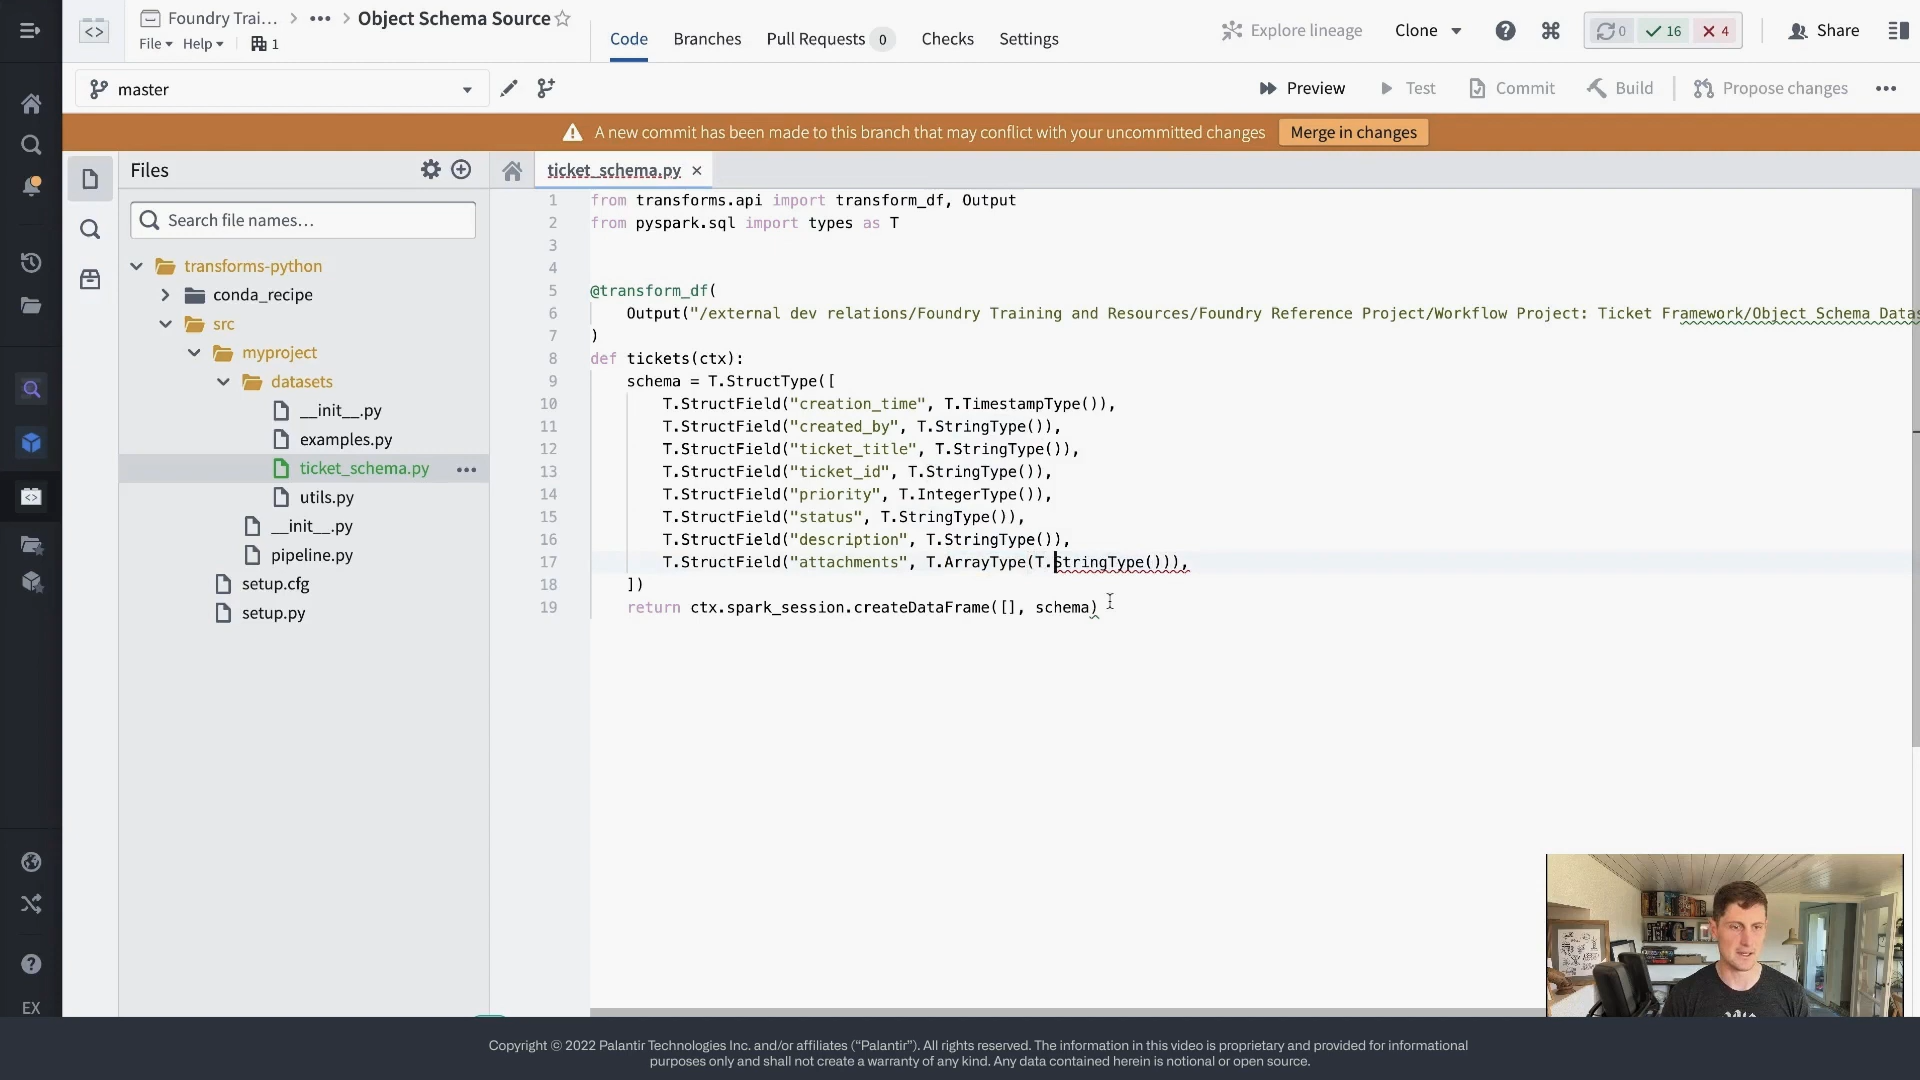 Foundry Trai... > ••• > Object Schema Source
File Help 1
Code Branches Pull Requests 0 Checks Settings
Explore lineage Clone 0 16 4 Share
master
Preview Test Commit Build Propose changes
A new commit has been made to this branch that may conflict with your uncommitted changes Merge in changes
Files
Search file names...
transforms-python
conda_recipe
src
myproject
datasets
__init__.py
examples.py
ticket_schema.py
utils.py
__init__.py
pipeline.py
setup.cfg
setup.py
EX
ticket_schema.py
1 from transforms.api import transform_df, Output
2 from pyspark.sql import types as T
3
4
5 @transform_df(
6 Output("/external dev relations/Foundry Training and Resources/Foundry Reference Project/Workflow Project: Ticket Framework/Object Schema Datas
7 )
8 def tickets(ctx):
9 schema = T.StructType([
10 T.StructField("creation_time", T.TimestampType()),
11 T.StructField("created_by", T.StringType()),
12 T.StructField("ticket_title", T.StringType()),
13 T.StructField("ticket_id", T.StringType()),
14 T.StructField("priority", T.IntegerType()),
15 T.StructField("status", T.StringType()),
16 T.StructField("description", T.StringType()),
17 T.StructField("attachments", T.ArrayType(T.StringType())),
18 ])
19 return ctx.spark_session.createDataFrame([], schema)
Copyright © 2022 Palantir Technologies Inc. and/or affiliates ("Palantir"). All rights reserved. The information in this video is proprietary and provided for informational
purposes only and shall not create a warranty of any kind. Any data contained herein is notional or open source.